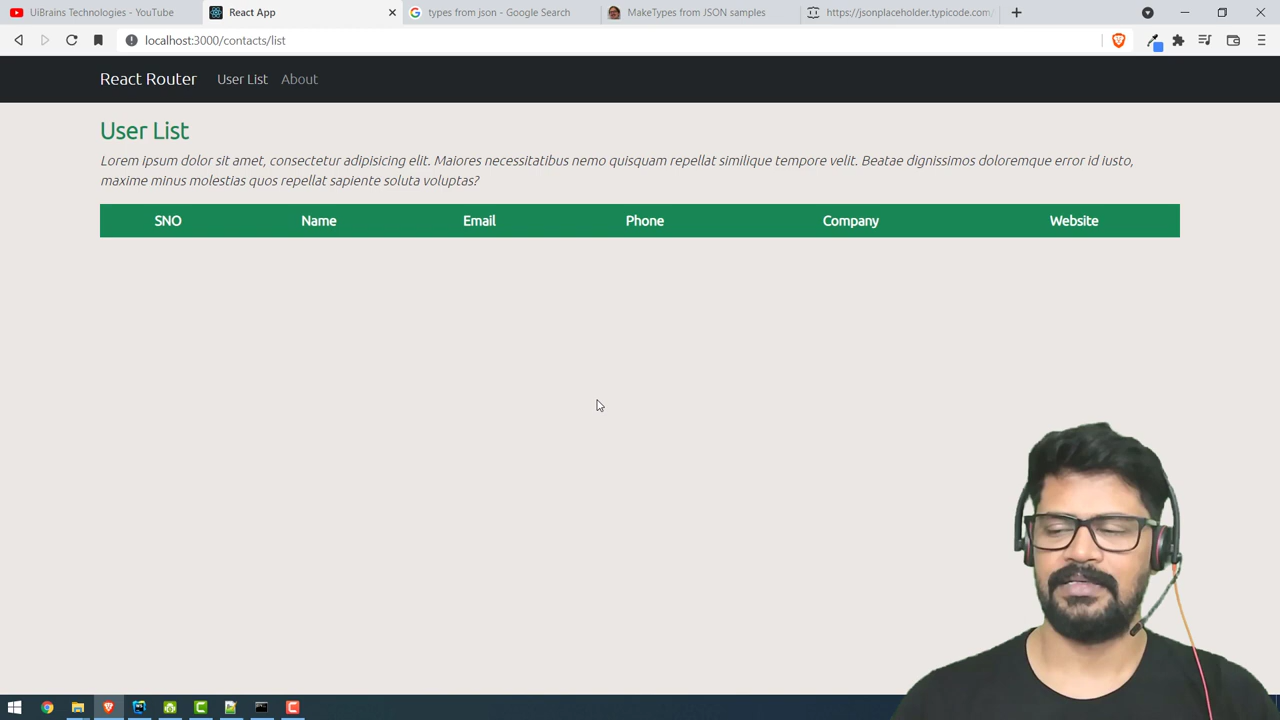 UiBrains Technologies - YouTube
React App
types from json - Google Search
MakeTypes from JSON samples
https://jsonplaceholder.typicode.com/
localhost:3000/contacts/list
React Router
User List
About
User List
Lorem ipsum dolor sit amet, consectetur adipisicing elit. Maiores necessitatibus nemo quisquam repellat similique tempore velit. Beatae dignissimos doloremque error id iusto,
maxime minus molestias quos repellat sapiente soluta voluptas?
SNO Name Email Phone Company Website